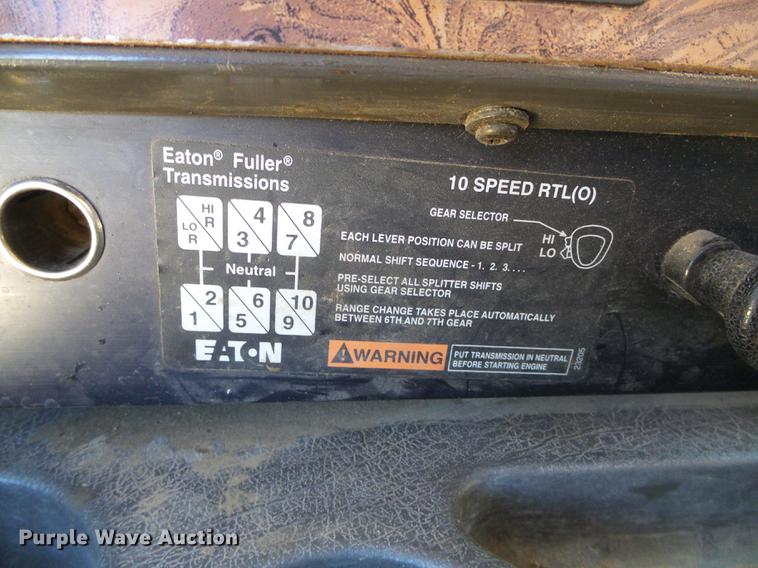 Eaton® Fuller®
Transmissions
10 SPEED RTL(O)
GEAR SELECTOR
HI
LO
HI
R
LO
R
4
3
8
7
Neutral
2
1
6
5
10
9
EACH LEVER POSITION CAN BE SPLIT
NORMAL SHIFT SEQUENCE - 1. 2. 3. . . .
PRE-SELECT ALL SPLITTER SHIFTS
USING GEAR SELECTOR
RANGE CHANGE TAKES PLACE AUTOMATICALLY
BETWEEN 6TH AND 7TH GEAR
EATON
WARNING
PUT TRANSMISSION IN NEUTRAL
BEFORE STARTING ENGINE
23205
Purple Wave Auction